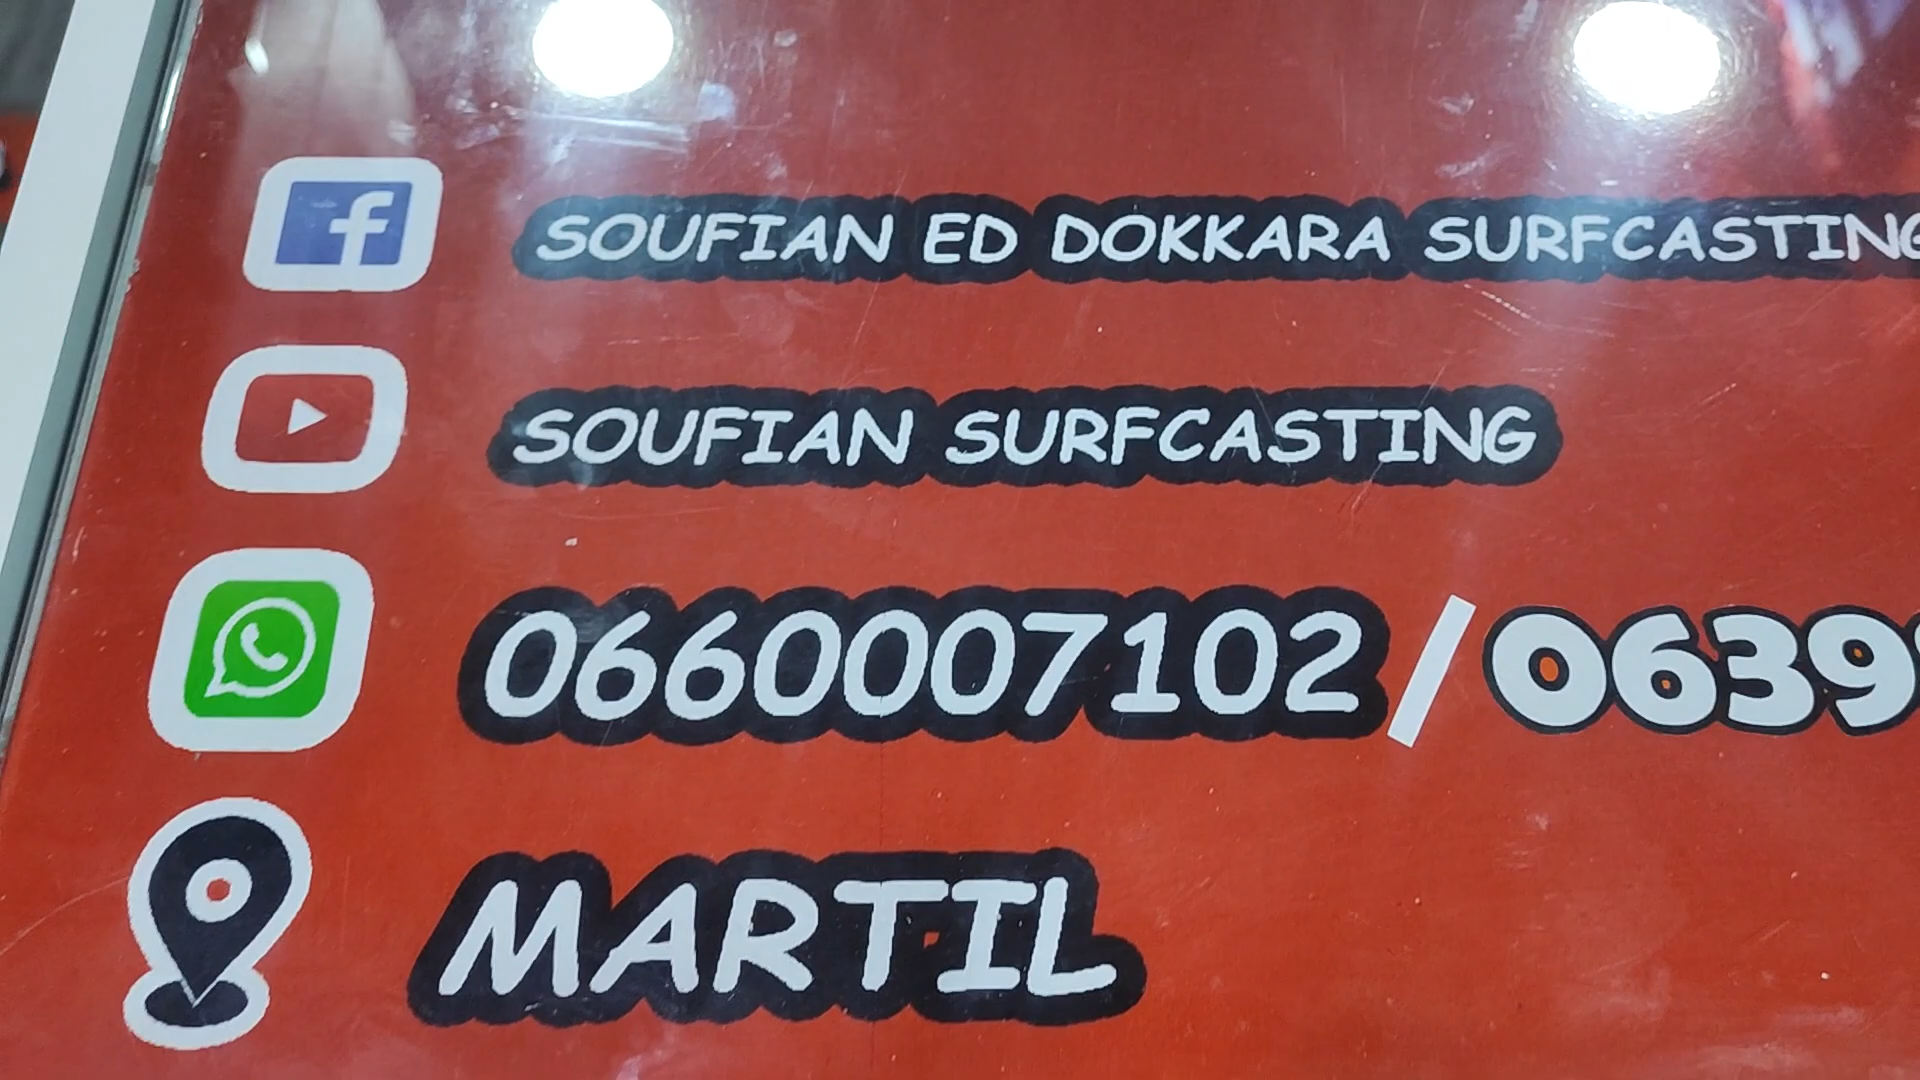 SOUFIAN ED DOKKARA SURFCASTING
SOUFIAN SURFCASTING
0660007102/0639
MARTIL